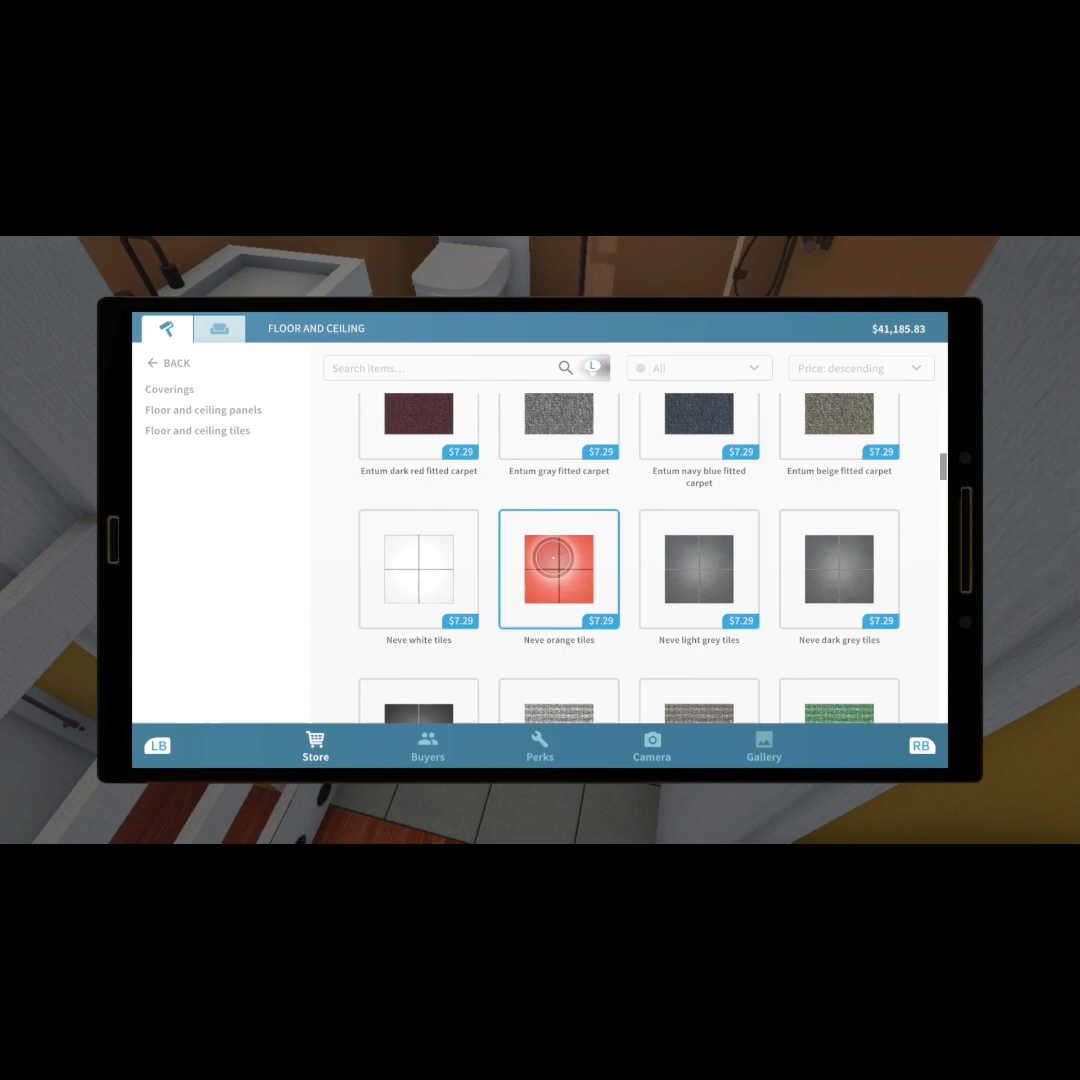 FLOOR AND CEILING
$41,185.83
BACK
Coverings
Floor and ceiling panels
Floor and ceiling tiles
Search items...
L
All
Price: descending
$7.29
$7.29
$7.29
$7.29
Entum dark red fitted carpet
Entum gray fitted carpet
Entum navy blue fitted
carpet
Entum beige fitted carpet
$7.29
$7.29
$7.29
$7.29
Neve white tiles
Neve orange tiles
Neve light grey tiles
Neve dark grey tiles
LB
Store
Buyers
Perks
Camera
Gallery
RB